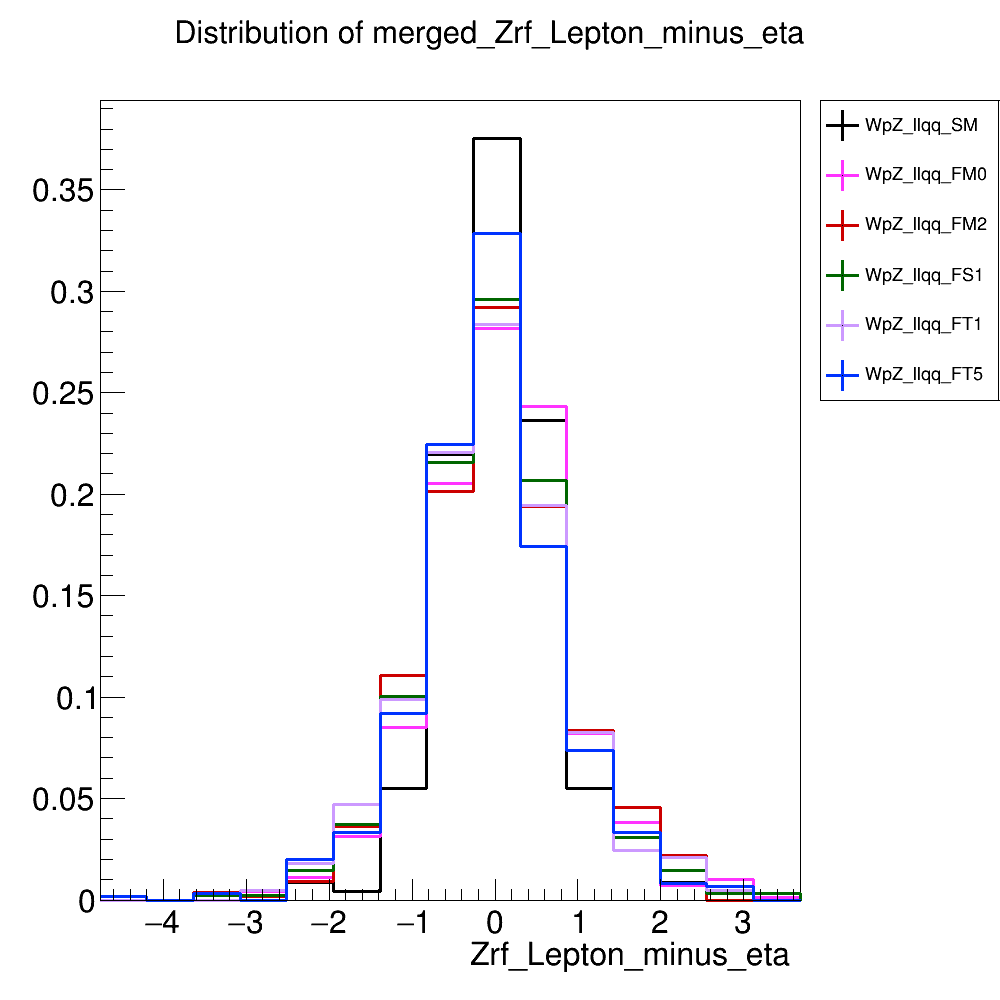 Distribution of merged_Zrf_Lepton_minus_eta
WpZ_llqq_SM
WpZ_llqq_FM0
WpZ_llqq_FM2
WpZ_llqq_FS1
WpZ_llqq_FT1
WpZ_llqq_FT5
0.35
0.3
0.25
0.2
0.15
0.1
0.05
0
−4 −3 −2 −1 0 1 2 3
Zrf_Lepton_minus_eta